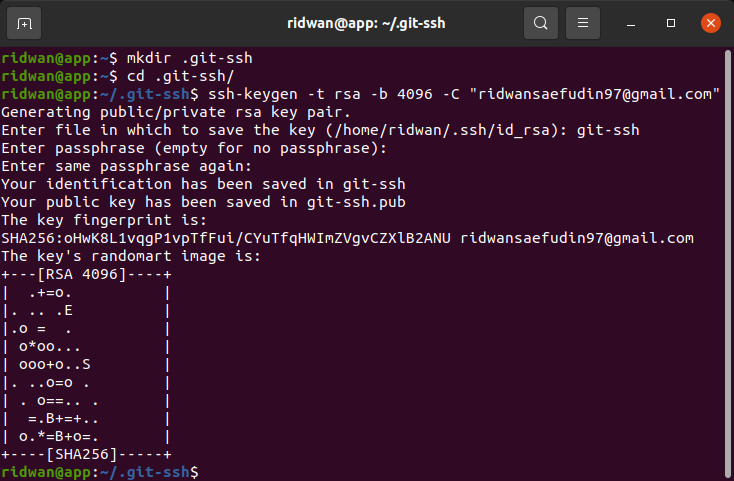 ridwan@app: ~/.git-ssh
ridwan@app:~$ mkdir .git-ssh
ridwan@app:~$ cd .git-ssh/
ridwan@app:~/.git-ssh$ ssh-keygen -t rsa -b 4096 -C "ridwansaefudin97@gmail.com"
Generating public/private rsa key pair.
Enter file in which to save the key (/home/ridwan/.ssh/id_rsa): git-ssh
Enter passphrase (empty for no passphrase):
Enter same passphrase again:
Your identification has been saved in git-ssh
Your public key has been saved in git-ssh.pub
The key fingerprint is:
SHA256:oHwK8L1vqgP1vpTfFui/CYuTfqHWImZVgvCZXlB2ANU ridwansaefudin97@gmail.com
The key's randomart image is:
+---[RSA 4096]----+
|  .+=o.          |
|. .. .E          |
|.o =  .          |
| o*oo...         |
| ooo+o..S        |
|. ..o=o .        |
| . o==.. .       |
|  =.B+=+..       |
| o.*=B+o=.       |
+----[SHA256]-----+
ridwan@app:~/.git-ssh$